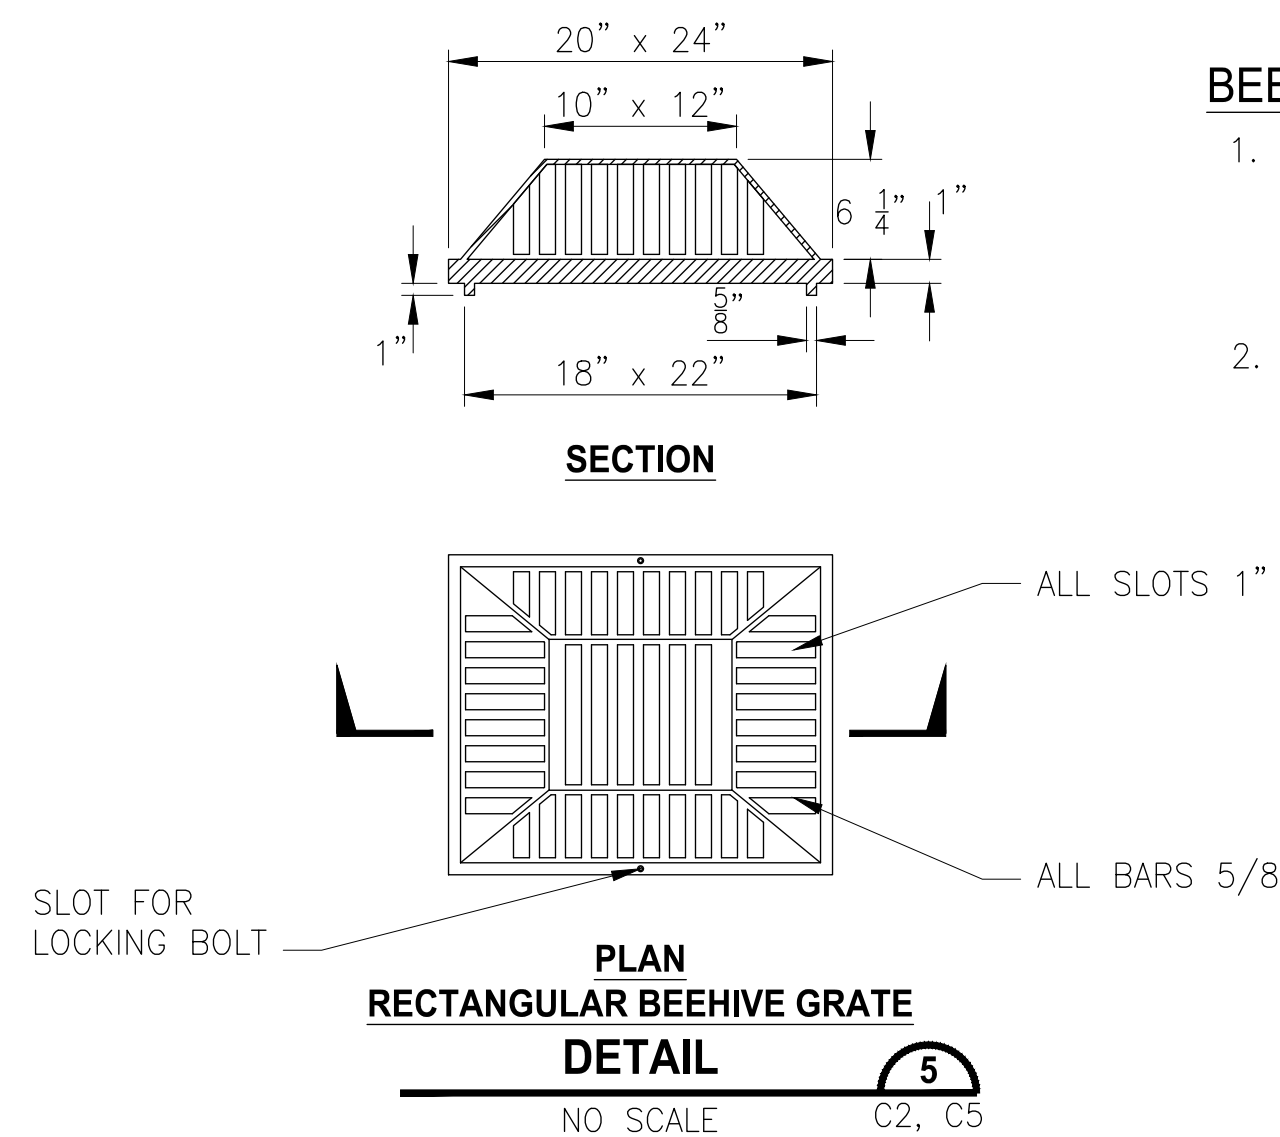 20” x 24”
10” x 12”
6 1/4”
1”
5/8”
1”
18” x 22”
SECTION
BEE
1.
2.
ALL SLOTS 1”
ALL BARS 5/8
SLOT FOR
LOCKING BOLT
PLAN
RECTANGULAR BEEHIVE GRATE
DETAIL
5
NO SCALE
C2, C5